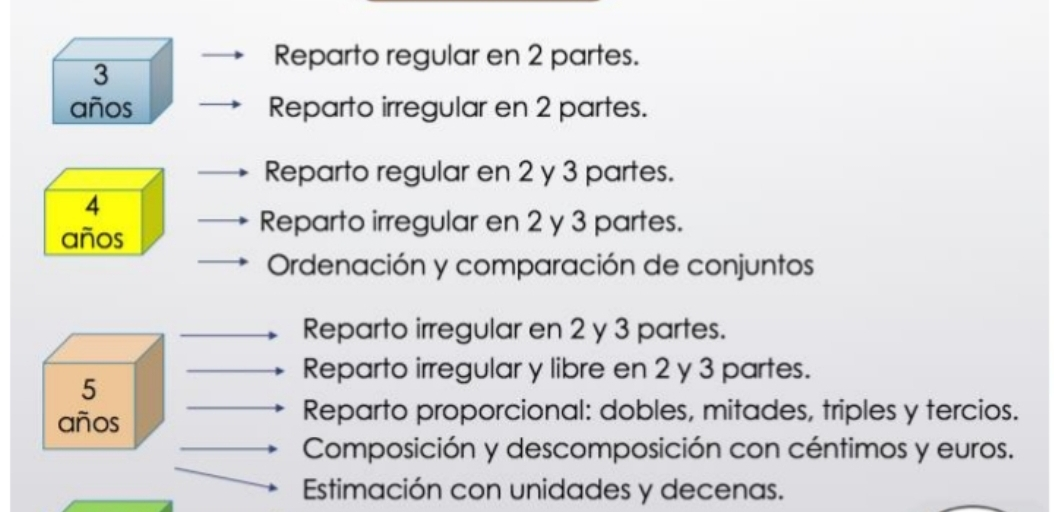 3
años
Reparto regular en 2 partes.
Reparto irregular en 2 partes.
4
años
Reparto regular en 2 y 3 partes.
Reparto irregular en 2 y 3 partes.
Ordenación y comparación de conjuntos
5
años
Reparto irregular en 2 y 3 partes.
Reparto irregular y libre en 2 y 3 partes.
Reparto proporcional: dobles, mitades, triples y tercios.
Composición y descomposición con céntimos y euros.
Estimación con unidades y decenas.